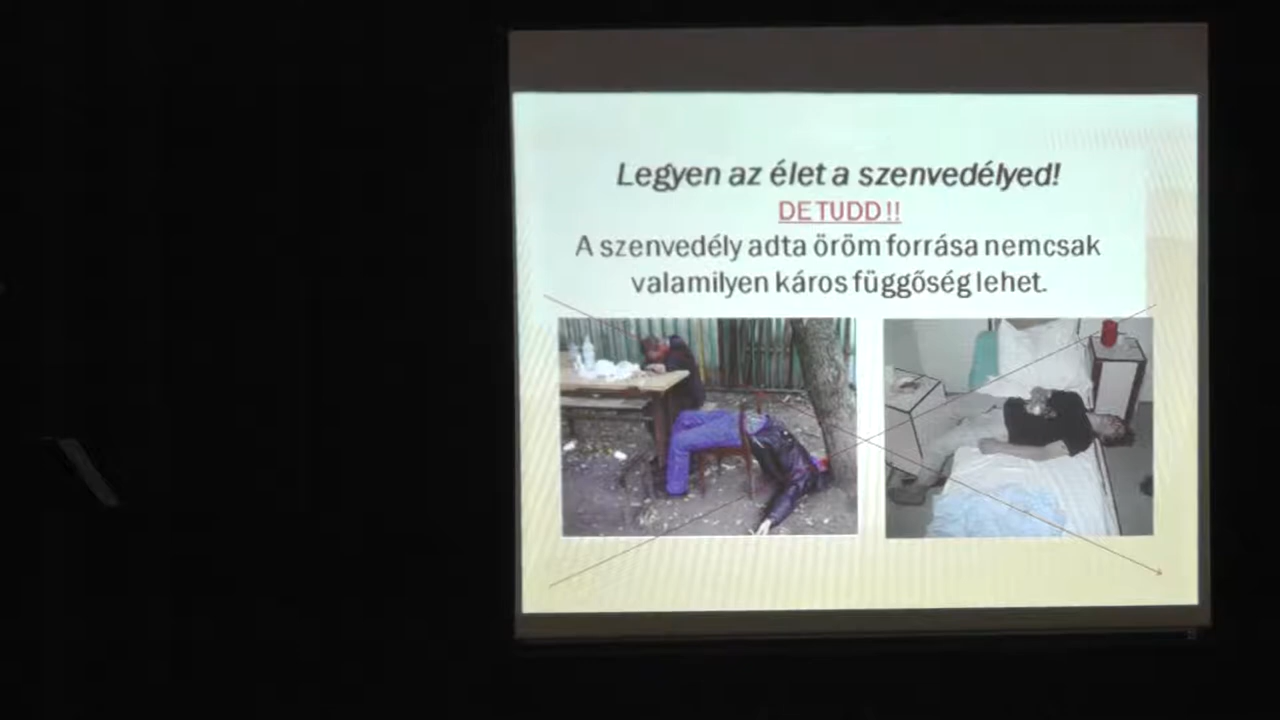 Legyen az élet a szenvedélyed!
DE TUDD!!
A szenvedély adta öröm forrása nemcsak
valamilyen káros függőség lehet.